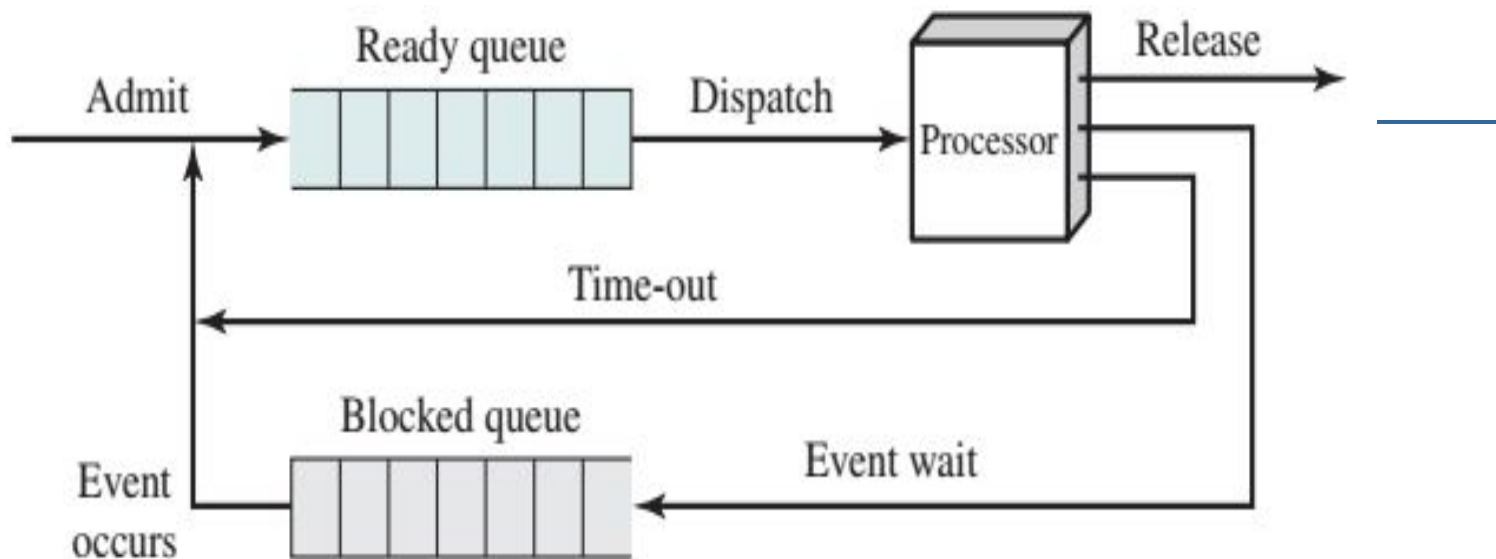 Ready queue
Release
Admit
Dispatch
Processor
Time-out
Blocked queue
Event wait
Event
occurs